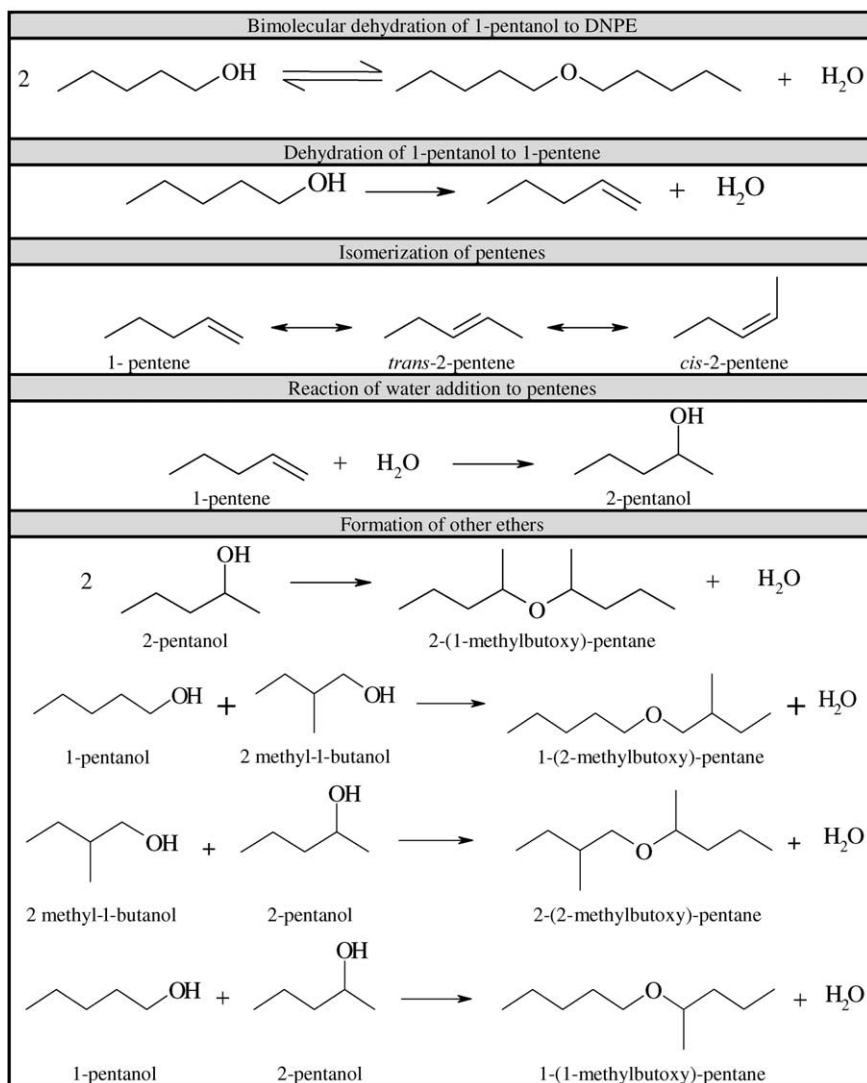 Bimolecular dehydration of 1-pentanol to DNPE
2 OH O + H₂O
Dehydration of 1-pentanol to 1-pentene
OH + H₂O
Isomerization of pentenes
1- pentene trans-2-pentene cis-2-pentene
Reaction of water addition to pentenes
OH
+ H₂O
1-pentene 2-pentanol
Formation of other ethers
OH
2 O + H₂O
2-pentanol 2-(1-methylbutoxy)-pentane
OH + OH O + H₂O
1-pentanol 2 methyl-1-butanol 1-(2-methylbutoxy)-pentane
OH
OH + O + H₂O
2 methyl-1-butanol 2-pentanol 2-(2-methylbutoxy)-pentane
OH
OH + O + H₂O
1-pentanol 2-pentanol 1-(1-methylbutoxy)-pentane